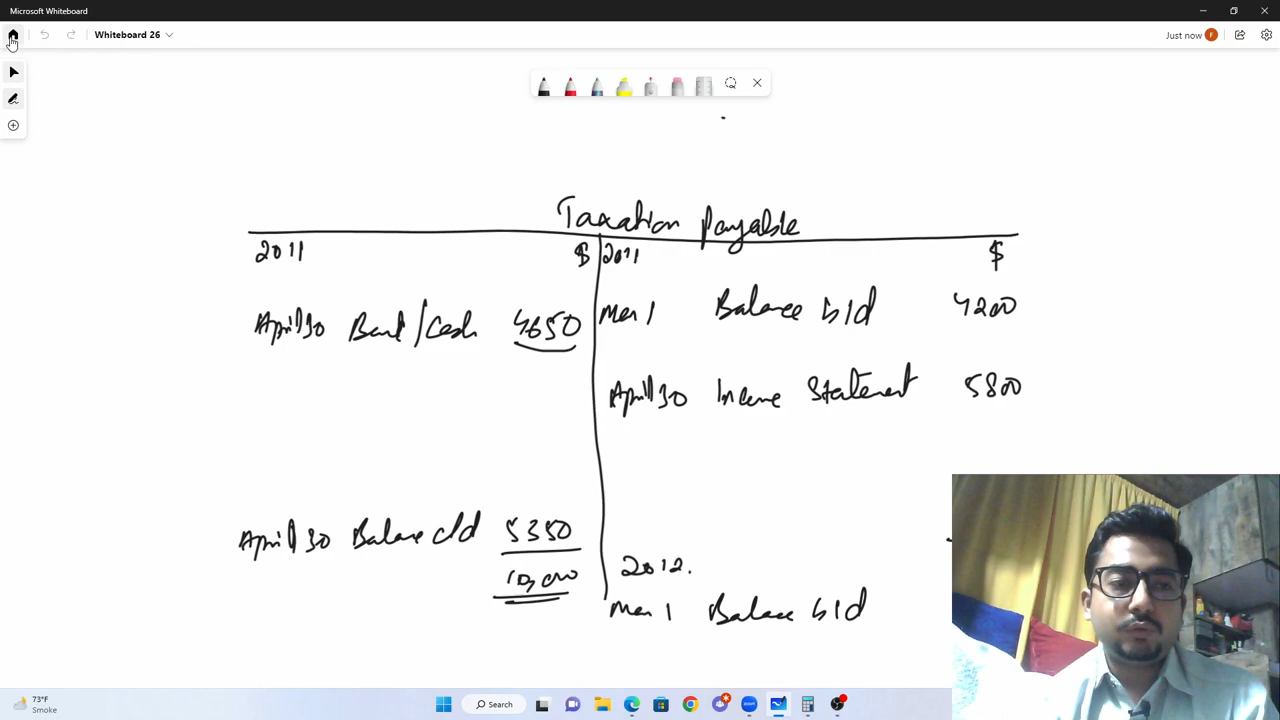 Microsoft Whiteboard
Whiteboard 26
Just now
F
Taxation Payable
2011 $ 2011 $
Mar 1 Balance b/d 4200
April 30 Bank/Cash 4650
April 30 Income Statement 5800
April 30 Balance c/d 5350
10,000
2012.
Mar 1 Balance b/d
73°F
Smoke
Search